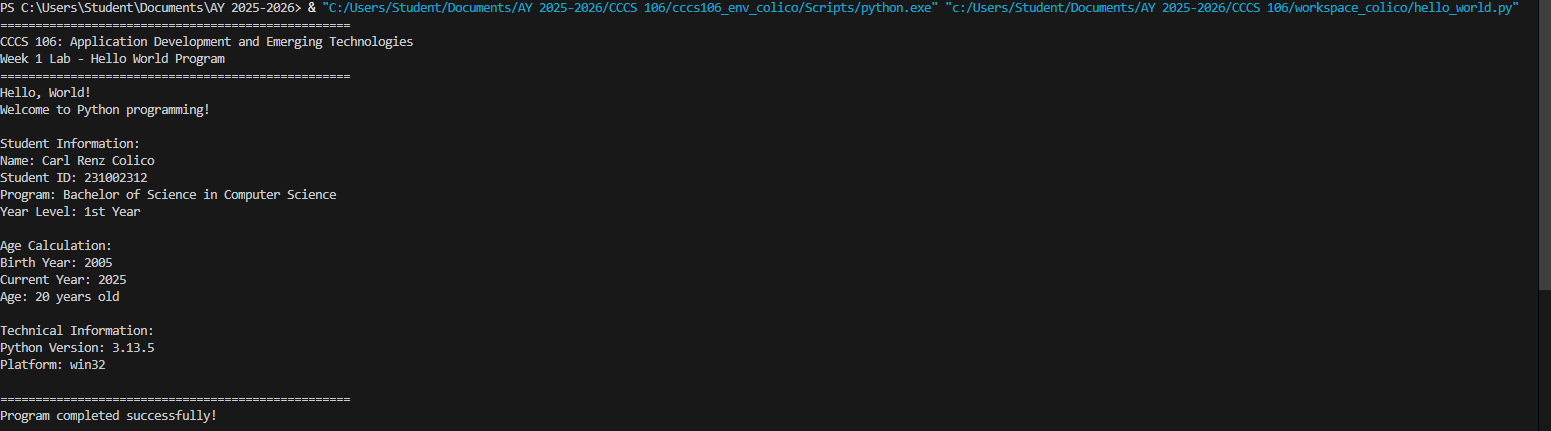 PS C:\Users\Student\Documents\AY 2025-2026> & "C:/Users/Student/Documents/AY 2025-2026/CCCS 106/cccs106_env_colico/Scripts/python.exe" "c:/Users/Student/Documents/AY 2025-2026/CCCS 106/workspace_colico/hello_world.py"
==================================================
CCCS 106: Application Development and Emerging Technologies
Week 1 Lab - Hello World Program
==================================================
Hello, World!
Welcome to Python programming!
Student Information:
Name: Carl Renz Colico
Student ID: 231002312
Program: Bachelor of Science in Computer Science
Year Level: 1st Year
Age Calculation:
Birth Year: 2005
Current Year: 2025
Age: 20 years old
Technical Information:
Python Version: 3.13.5
Platform: win32
==================================================
Program completed successfully!